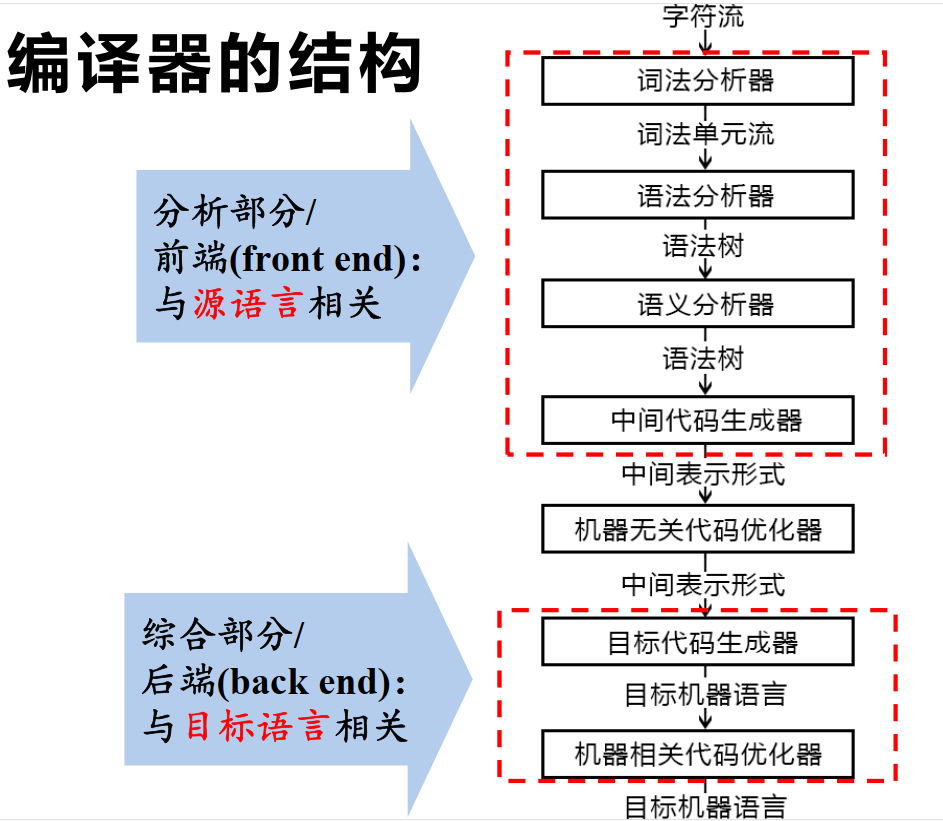 编译器的结构
字符流
词法分析器
词法单元流
语法分析器
语法树
语义分析器
语法树
中间代码生成器
中间表示形式
机器无关代码优化器
中间表示形式
目标代码生成器
目标机器语言
机器相关代码优化器
目标机器语言
分析部分/
前端(front end):
与源语言相关
综合部分/
后端(back end):
与目标语言相关